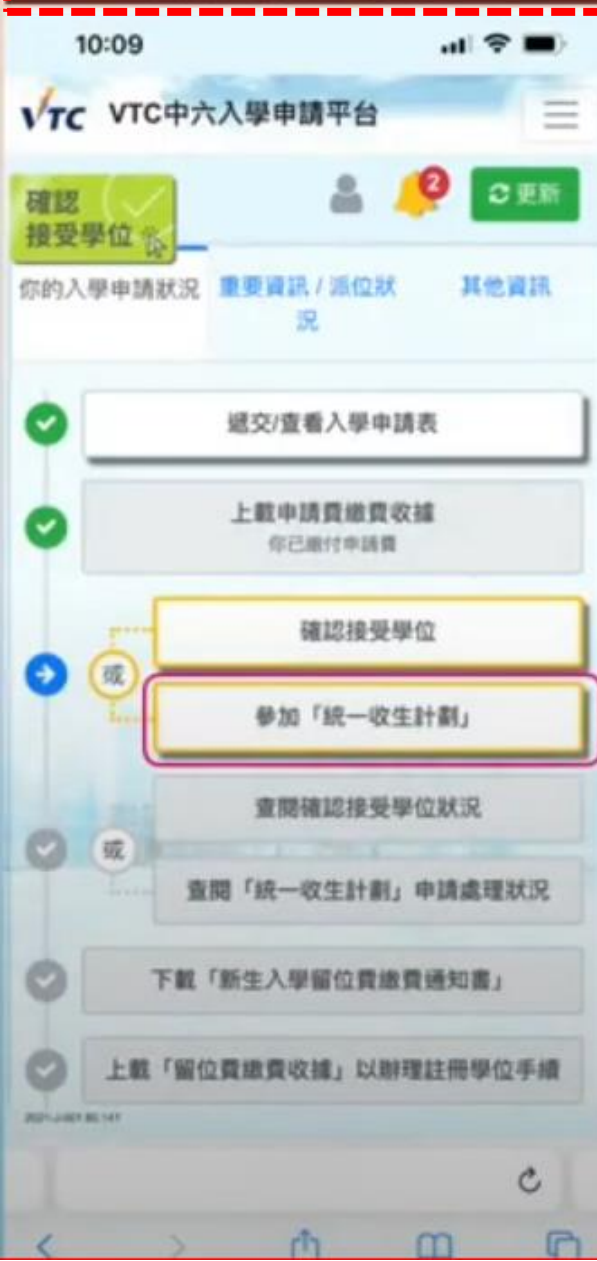 10:09
VTC VTC中六入學申請平台
確認
接受學位
2
更新
你的入學申請狀況
重要資訊 / 派位狀
況
其他資訊
遞交/查看入學申請表
上載申請費繳費收據
你已繳付申請費
確認接受學位
或
參加「統一收生計劃」
查閱確認接受學位狀況
或
查閱「統一收生計劃」申請處理狀況
下載「新生入學留位費繳費通知書」
上載「留位費繳費收據」以辦理註冊學位手續